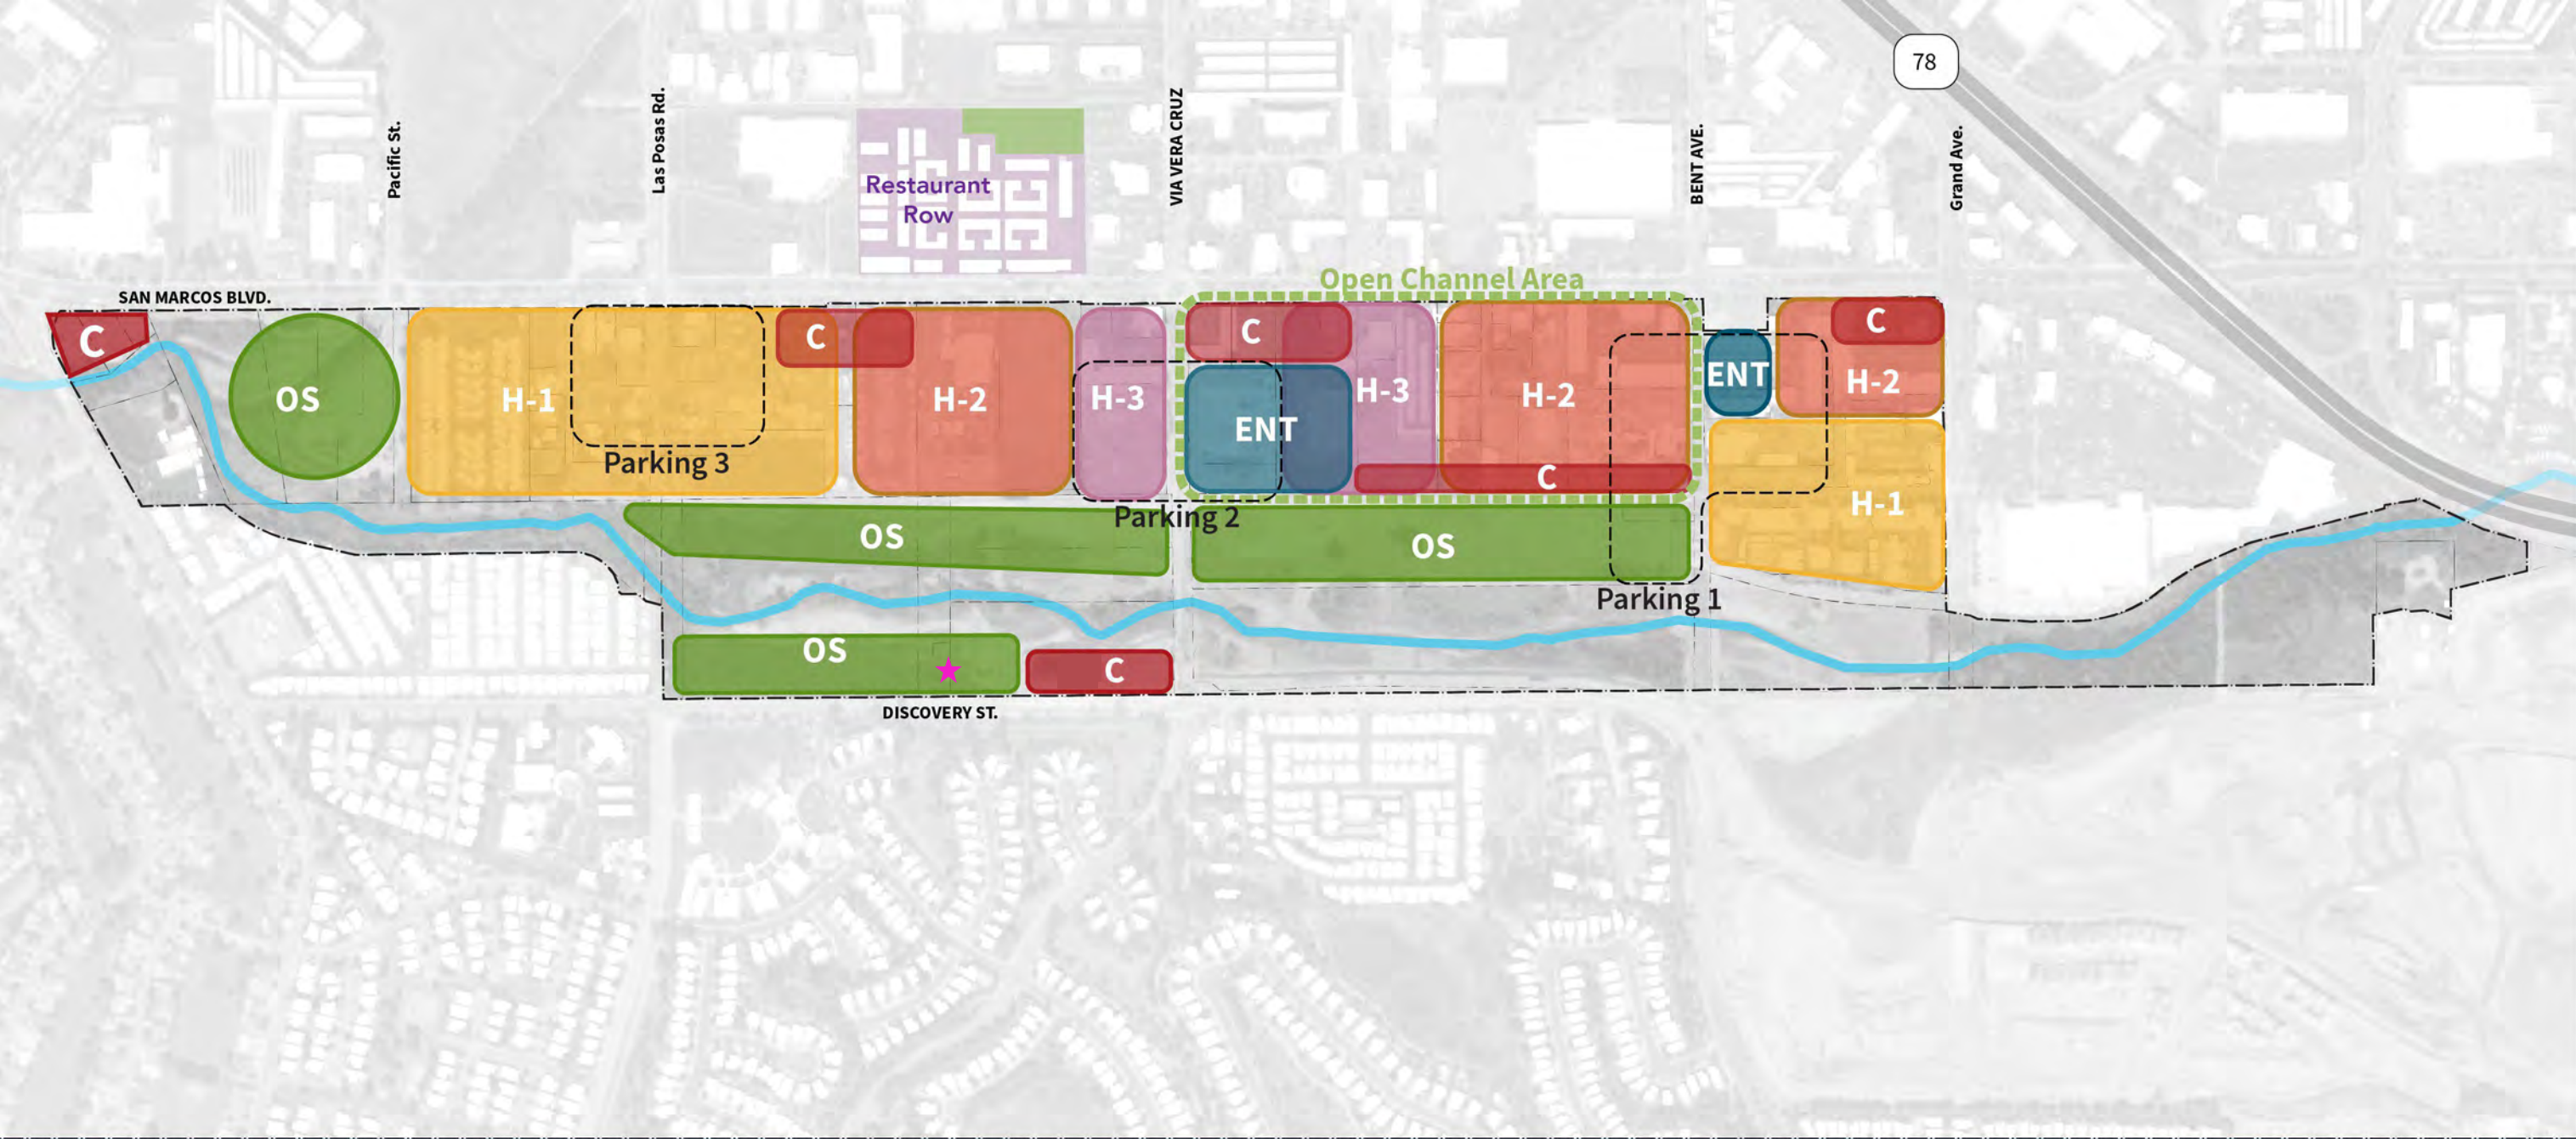 78
Pacific St.
Las Posas Rd.
VIA VERA CRUZ
BENT AVE.
Grand Ave.
Restaurant
Row
Open Channel Area
SAN MARCOS BLVD.
C
OS
H-1
Parking 3
C
H-2
H-3
Parking 2
C
ENT
H-3
H-2
C
ENT
C
H-2
H-1
OS
OS
Parking 1
OS
C
DISCOVERY ST.